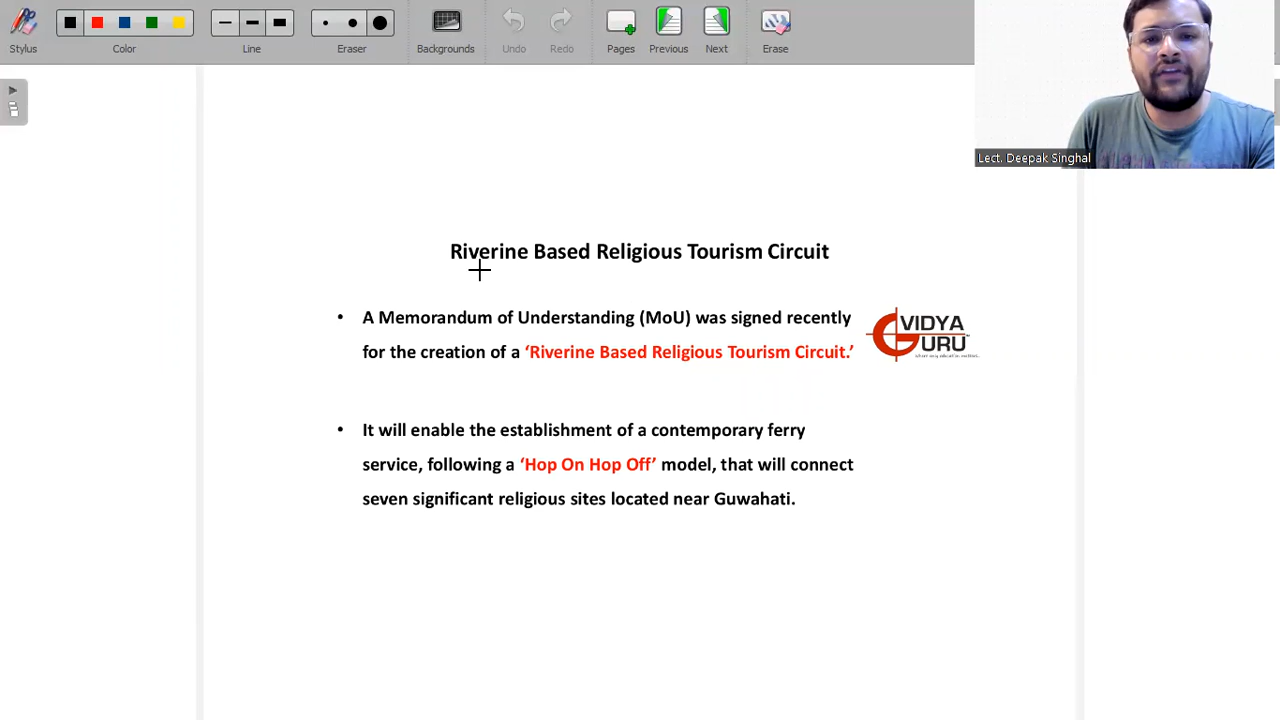 Stylus Color Line Eraser Backgrounds Undo Redo Pages Previous Next Erase
Lect. Deepak Singhal
Riverine Based Religious Tourism Circuit
• A Memorandum of Understanding (MoU) was signed recently
for the creation of a ‘Riverine Based Religious Tourism Circuit.’
VIDYA
GURU
• It will enable the establishment of a contemporary ferry
service, following a ‘Hop On Hop Off’ model, that will connect
seven significant religious sites located near Guwahati.